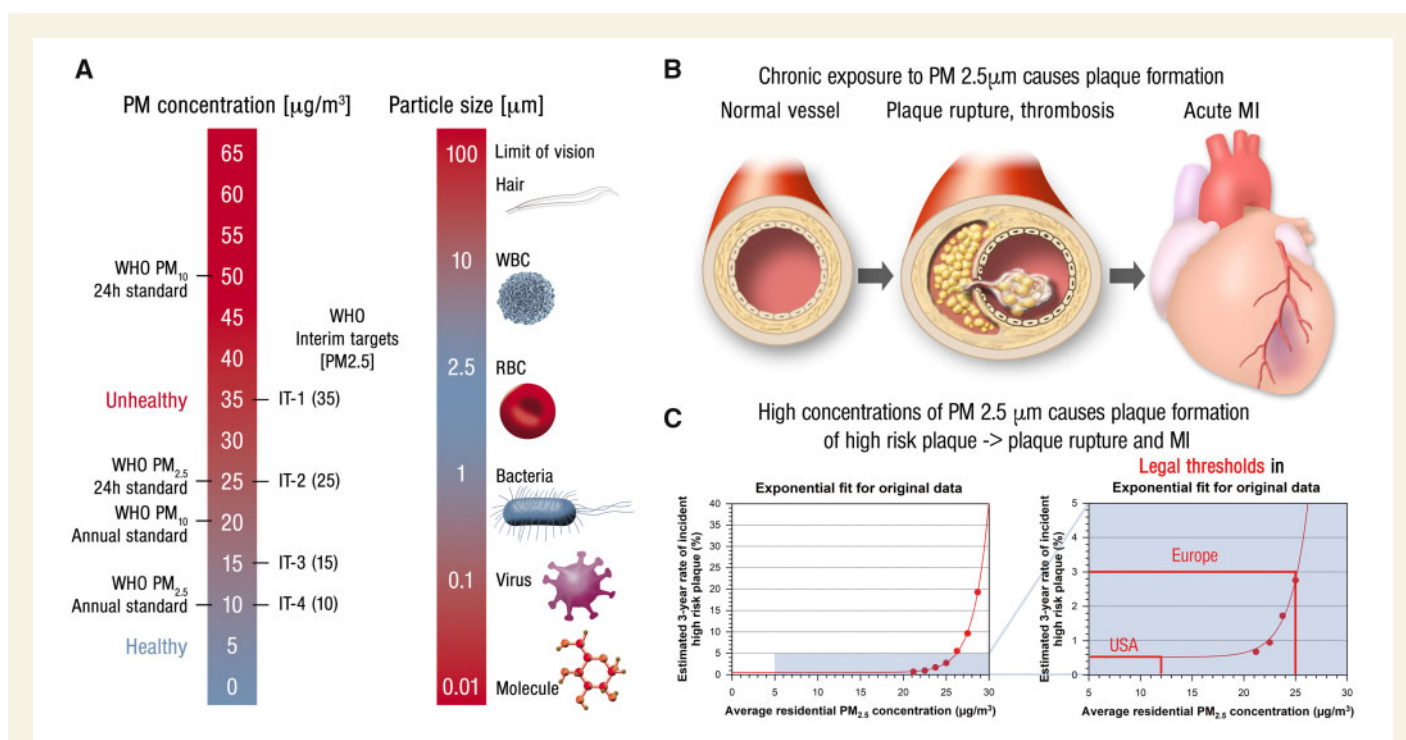 A
PM concentration [µg/m³]
65
60
55
50
45
40
35
30
25
20
15
10
5
0
WHO PM₁₀
24h standard
Unhealthy
WHO PM₂.₅
24h standard
WHO PM₁₀
Annual standard
WHO PM₂.₅
Annual standard
Healthy
WHO
Interim targets
[PM2.5]
IT-1 (35)
IT-2 (25)
IT-3 (15)
IT-4 (10)
Particle size [µm]
100
10
2.5
1
0.1
0.01
Limit of vision
Hair
WBC
RBC
Bacteria
Virus
Molecule
B
Chronic exposure to PM 2.5µm causes plaque formation
Normal vessel
Plaque rupture, thrombosis
Acute MI
C
High concentrations of PM 2.5 µm causes plaque formation
of high risk plaque -> plaque rupture and MI
Exponential fit for original data
Estimated 3-year rate of incident
high risk plaque (%)
40
35
30
25
20
15
10
5
0
0 5 10 15 20 25 30
Average residential PM₂.₅ concentration (µg/m³)
Legal thresholds in
Exponential fit for original data
Estimated 3-year rate of incident
high risk plaque (%)
5
4
3
2
1
0
Europe
USA
5 10 15 20 25 30
Average residential PM₂.₅ concentration (µg/m³)